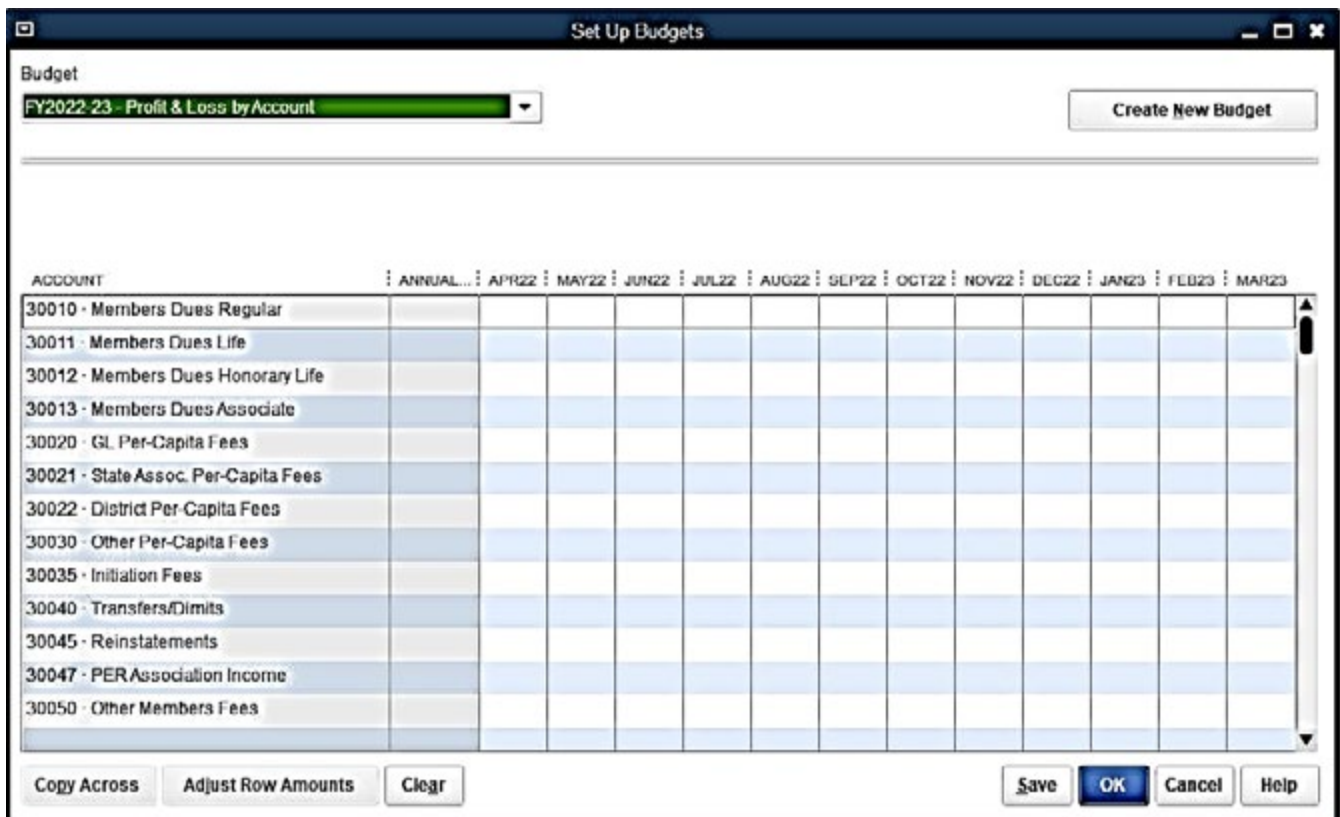 Set Up Budgets
Budget
FY2022-23 - Profit & Loss by Account
Create New Budget
ACCOUNT ANNUAL... APR22 MAY22 JUN22 JUL22 AUG22 SEP22 OCT22 NOV22 DEC22 JAN23 FEB23 MAR23
30010 · Members Dues Regular
30011 · Members Dues Life
30012 · Members Dues Honorary Life
30013 · Members Dues Associate
30020 · GL Per-Capita Fees
30021 · State Assoc. Per-Capita Fees
30022 · District Per-Capita Fees
30030 · Other Per-Capita Fees
30035 · Initiation Fees
30040 · Transfers/Dimits
30045 · Reinstatements
30047 · PER Association Income
30050 · Other Members Fees
Copy Across Adjust Row Amounts Clear Save OK Cancel Help